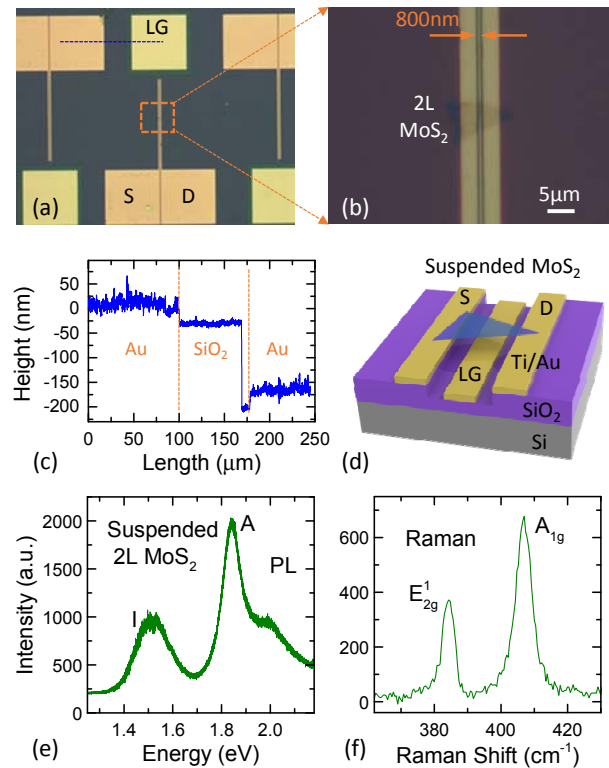 LG
S D
(a)
800nm
2L
MoS₂
5μm
(b)
50
0
-50
-100
-150
-200
Height (nm)
Au SiO₂ Au
0 50 100 150 200 250
Length (μm)
(c)
Suspended MoS₂
S
D
Ti/Au
LG
SiO₂
Si
(d)
2000
1500
1000
500
Intensity (a.u.)
Suspended
2L MoS₂
A
PL
I
1.4 1.6 1.8 2.0
Energy (eV)
(e)
600
400
200
0
Raman
A₁g
E¹₂g
380 400 420
Raman Shift (cm⁻¹)
(f)